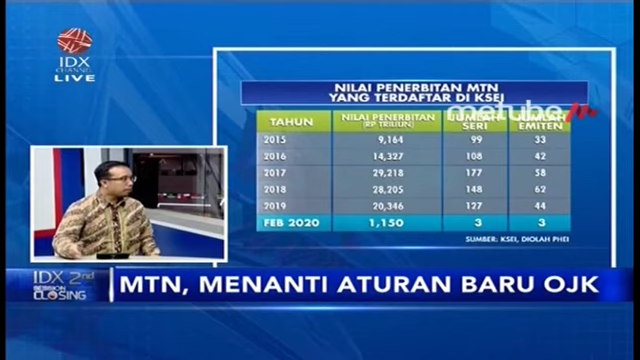 IDX
CHANNEL
LIVE
NILAI PENERBITAN MTN
YANG TERDAFTAR DI KSEI
metube
TAHUN NILAI PENERBITAN (RP TRILIUN) JUMLAH SERI JUMLAH EMITEN
2015 9,164 99 33
2016 14,327 108 42
2017 29,218 177 58
2018 28,205 148 62
2019 20,346 127 44
FEB 2020 1,150 3 3
SUMBER: KSEI, DIOLAH PHEI
IDX 2nd
SESSION
CLOSING
MTN, MENANTI ATURAN BARU OJK